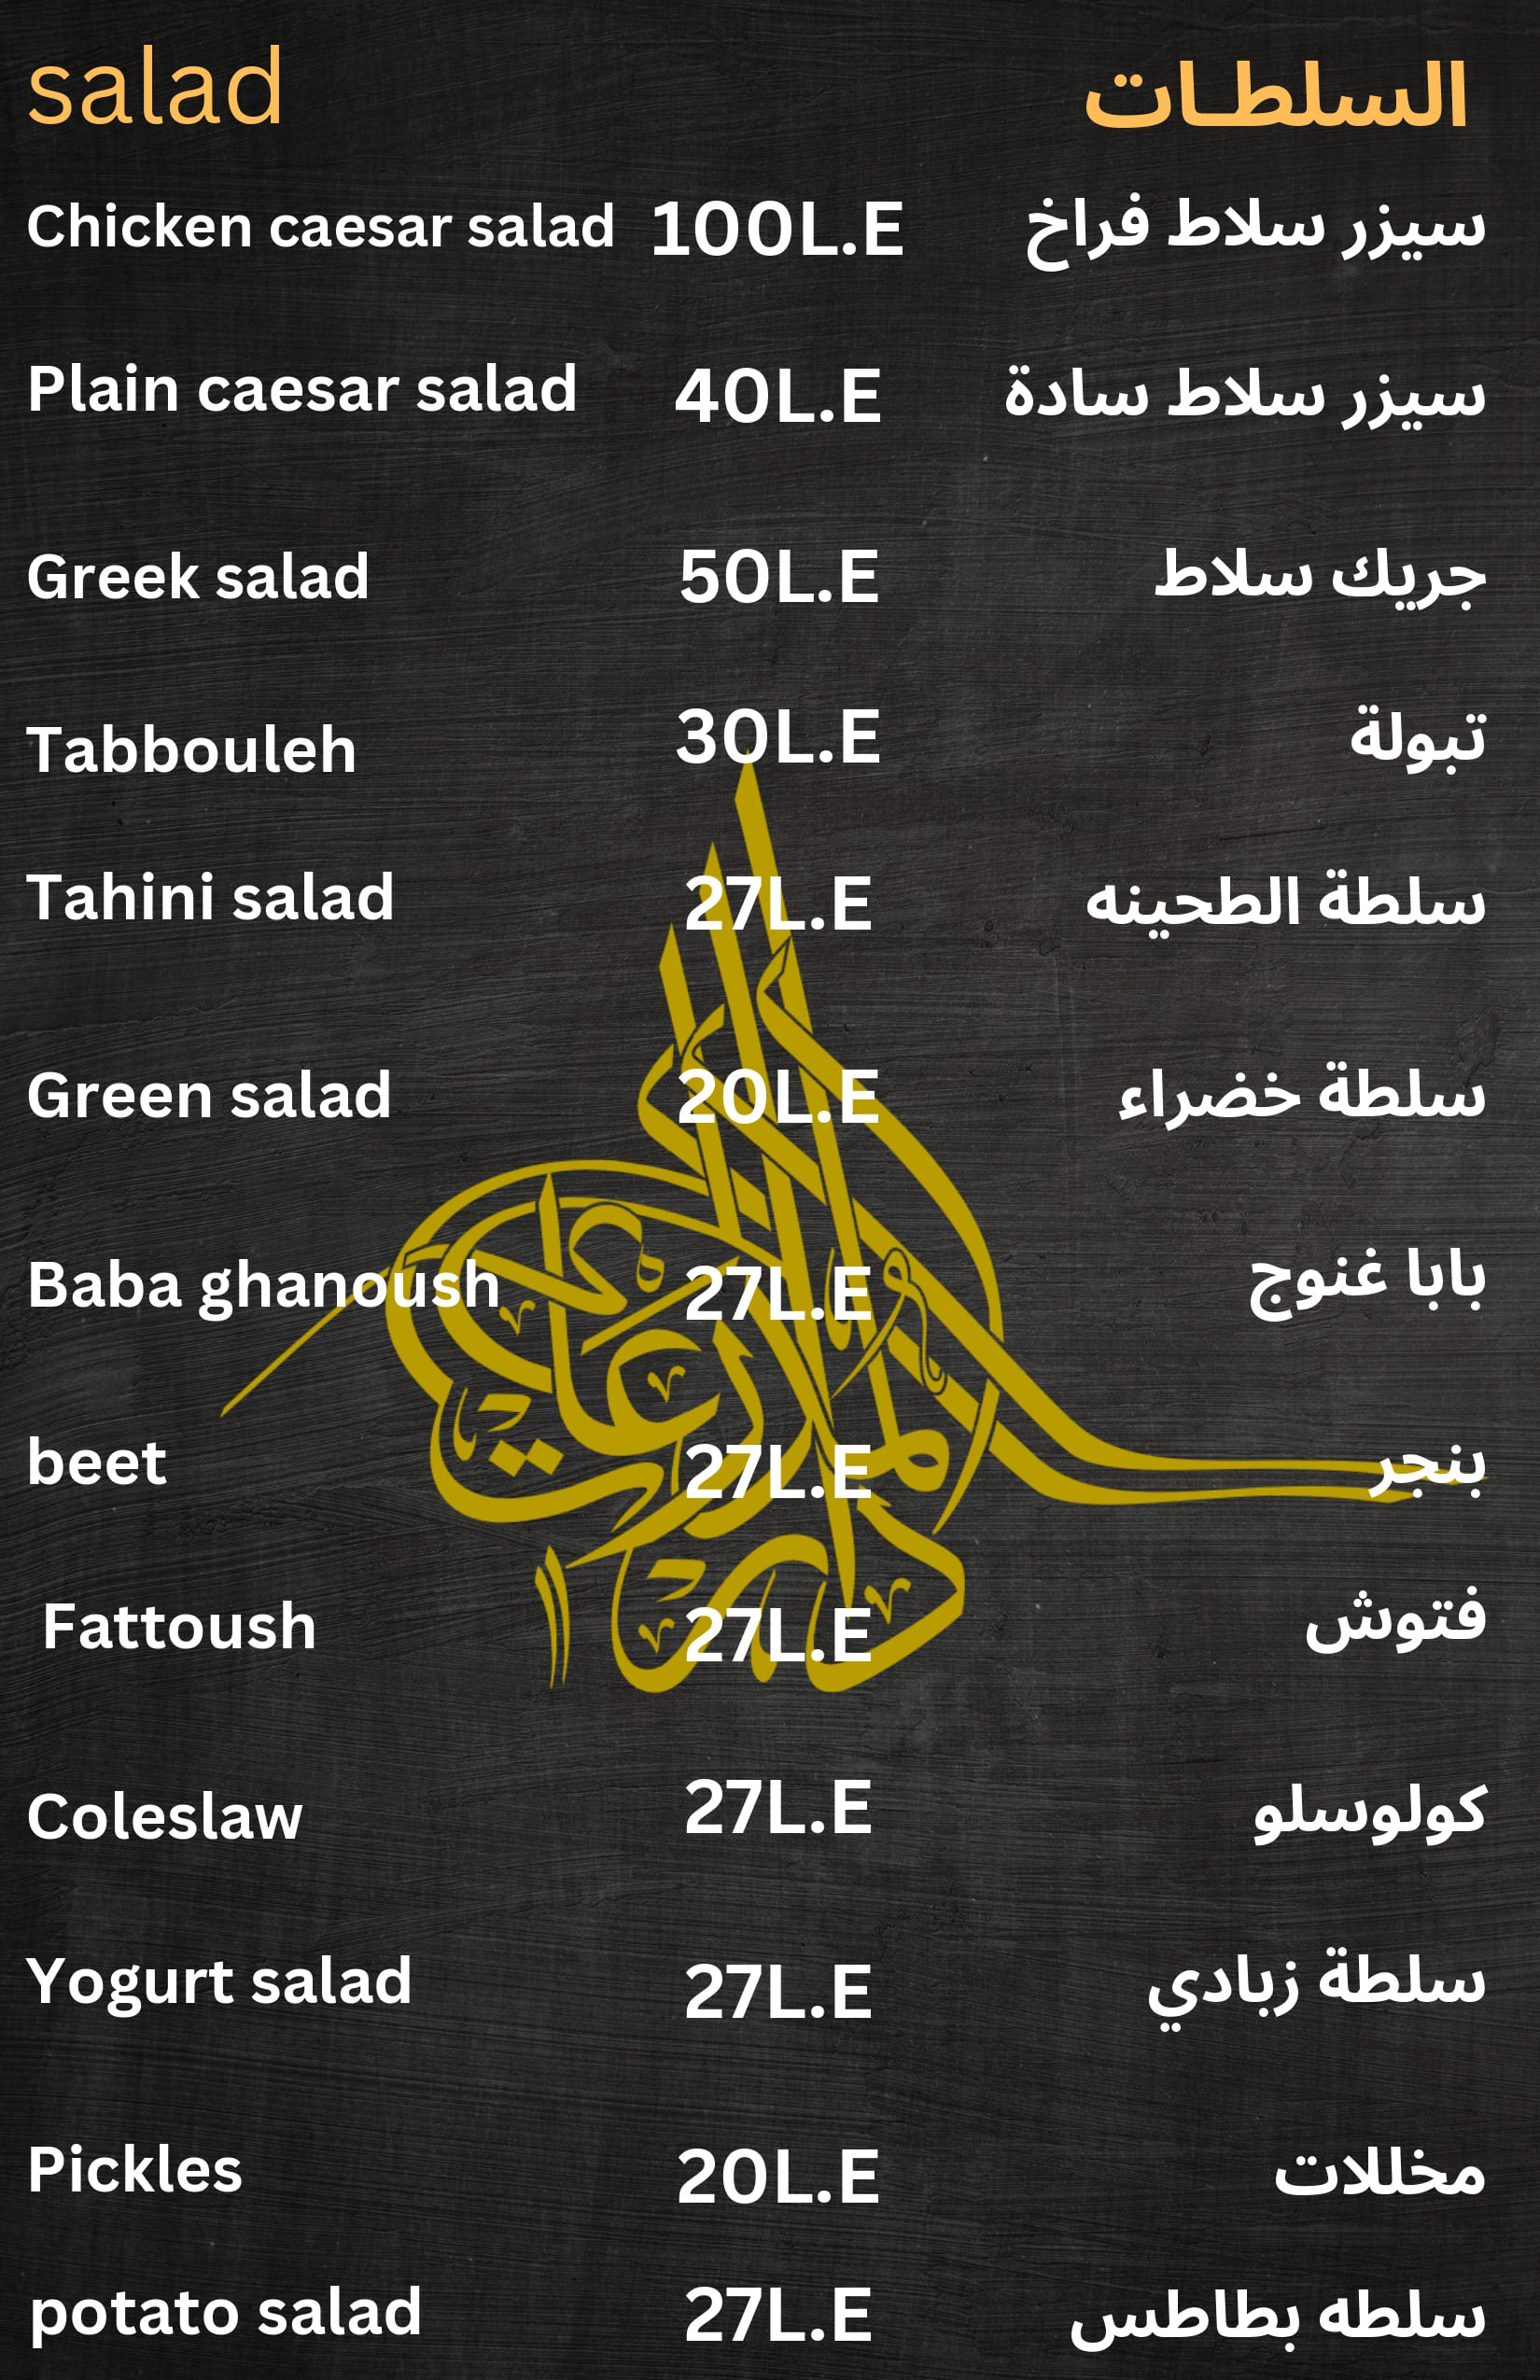 salad السلطات
Chicken caesar salad 100L.E سيزر سلاط فراخ
Plain caesar salad 40L.E سيزر سلاط سادة
Greek salad 50L.E جريك سلاط
Tabbouleh 30L.E تبولة
Tahini salad 27L.E سلطة الطحينه
Green salad 20L.E سلطة خضراء
Baba ghanoush 27L.E بابا غنوج
beet 27L.E بنجر
Fattoush 27L.E فتوش
Coleslaw 27L.E كولوسلو
Yogurt salad 27L.E سلطة زبادي
Pickles 20L.E مخللات
potato salad 27L.E سلطه بطاطس